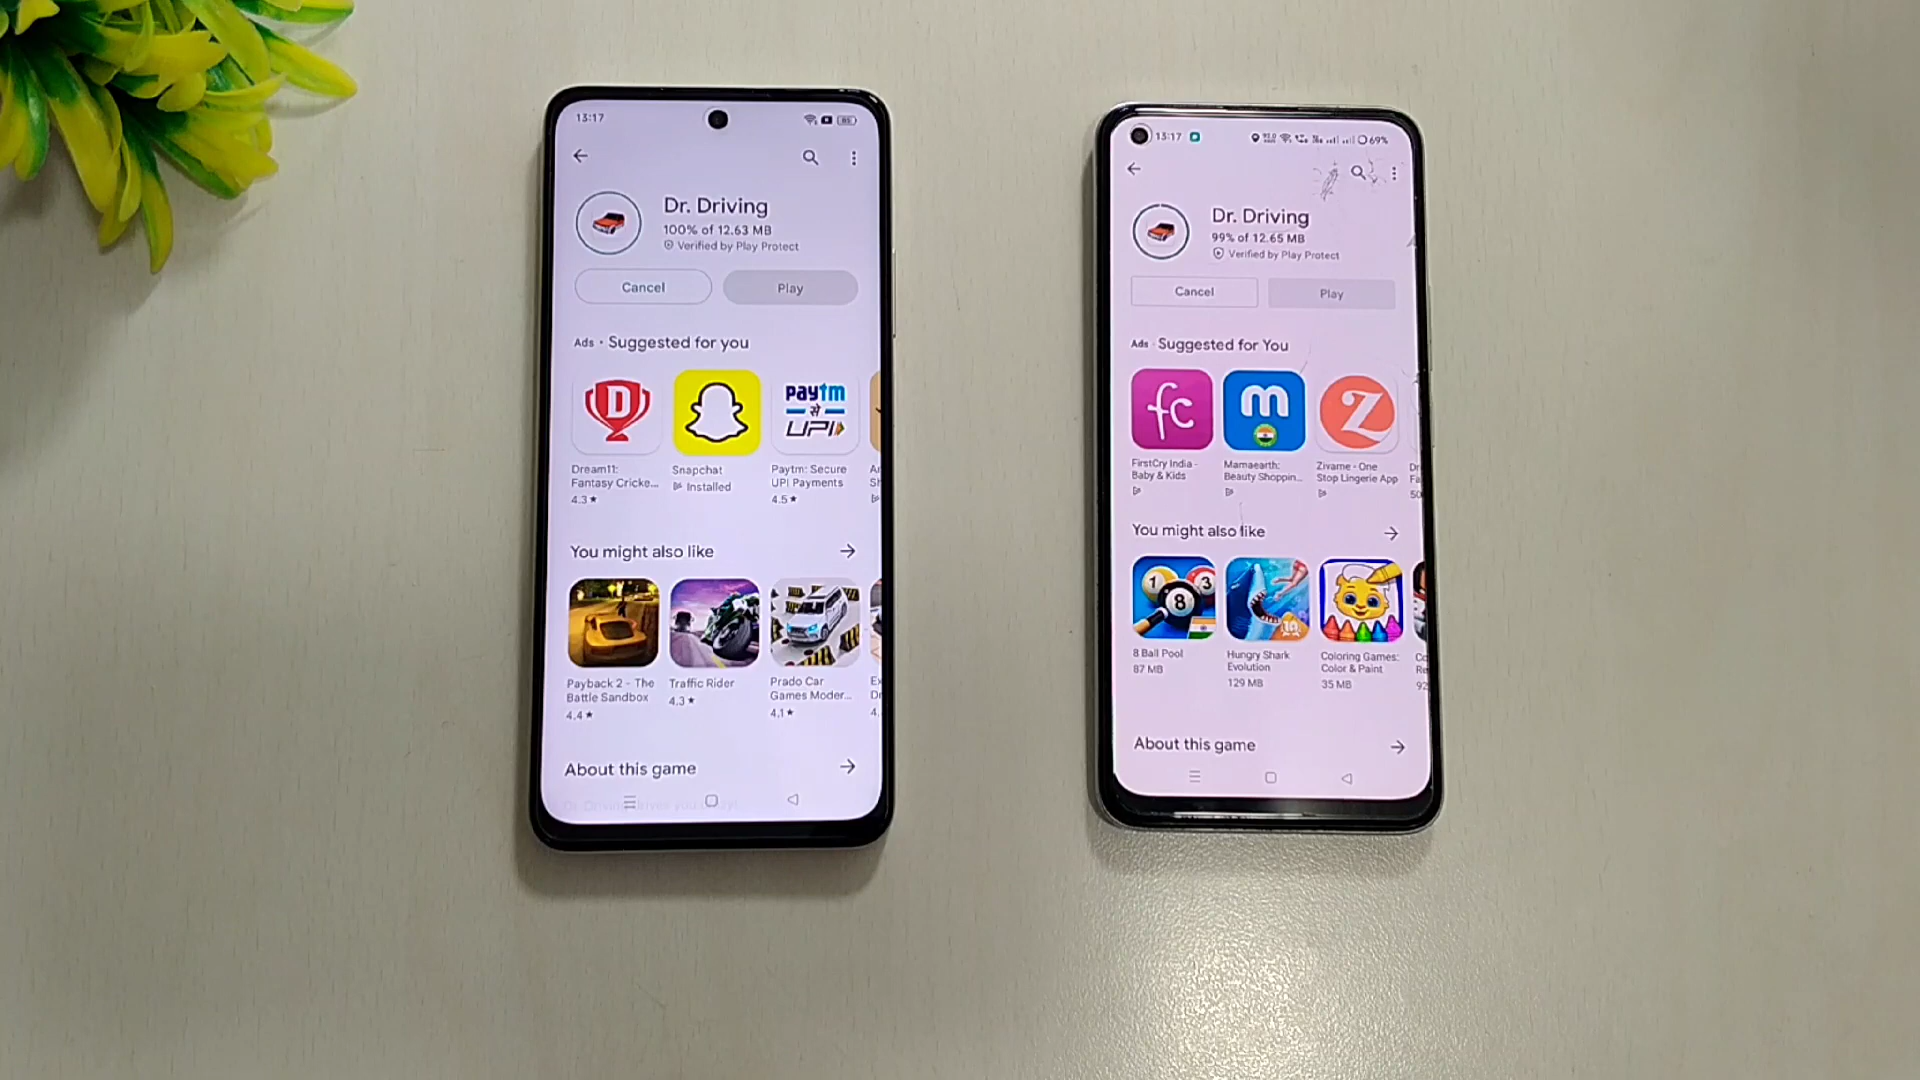 13:17
85
Dr. Driving
100% of 12.63 MB
Verified by Play Protect
Cancel
Play
Ads • Suggested for you
D
paytm
से
UPI
Dream11:
Fantasy Cricke...
4.3★
Snapchat
Installed
Paytm: Secure
UPI Payments
4.5★
You might also like
Payback 2 - The
Battle Sandbox
4.4★
Traffic Rider
4.3★
Prado Car
Games Moder...
4.1★
About this game
13:17
69%
Dr. Driving
99% of 12.65 MB
Verified by Play Protect
Cancel
Play
Ads Suggested for You
fc
m
Z
FirstCry India -
Baby & Kids
Mamaearth:
Beauty Shoppin...
Zivame - One
Stop Lingerie App
You might also like
1
3
8
8 Ball Pool
87 MB
Hungry Shark
Evolution
129 MB
Coloring Games:
Color & Paint
35 MB
About this game